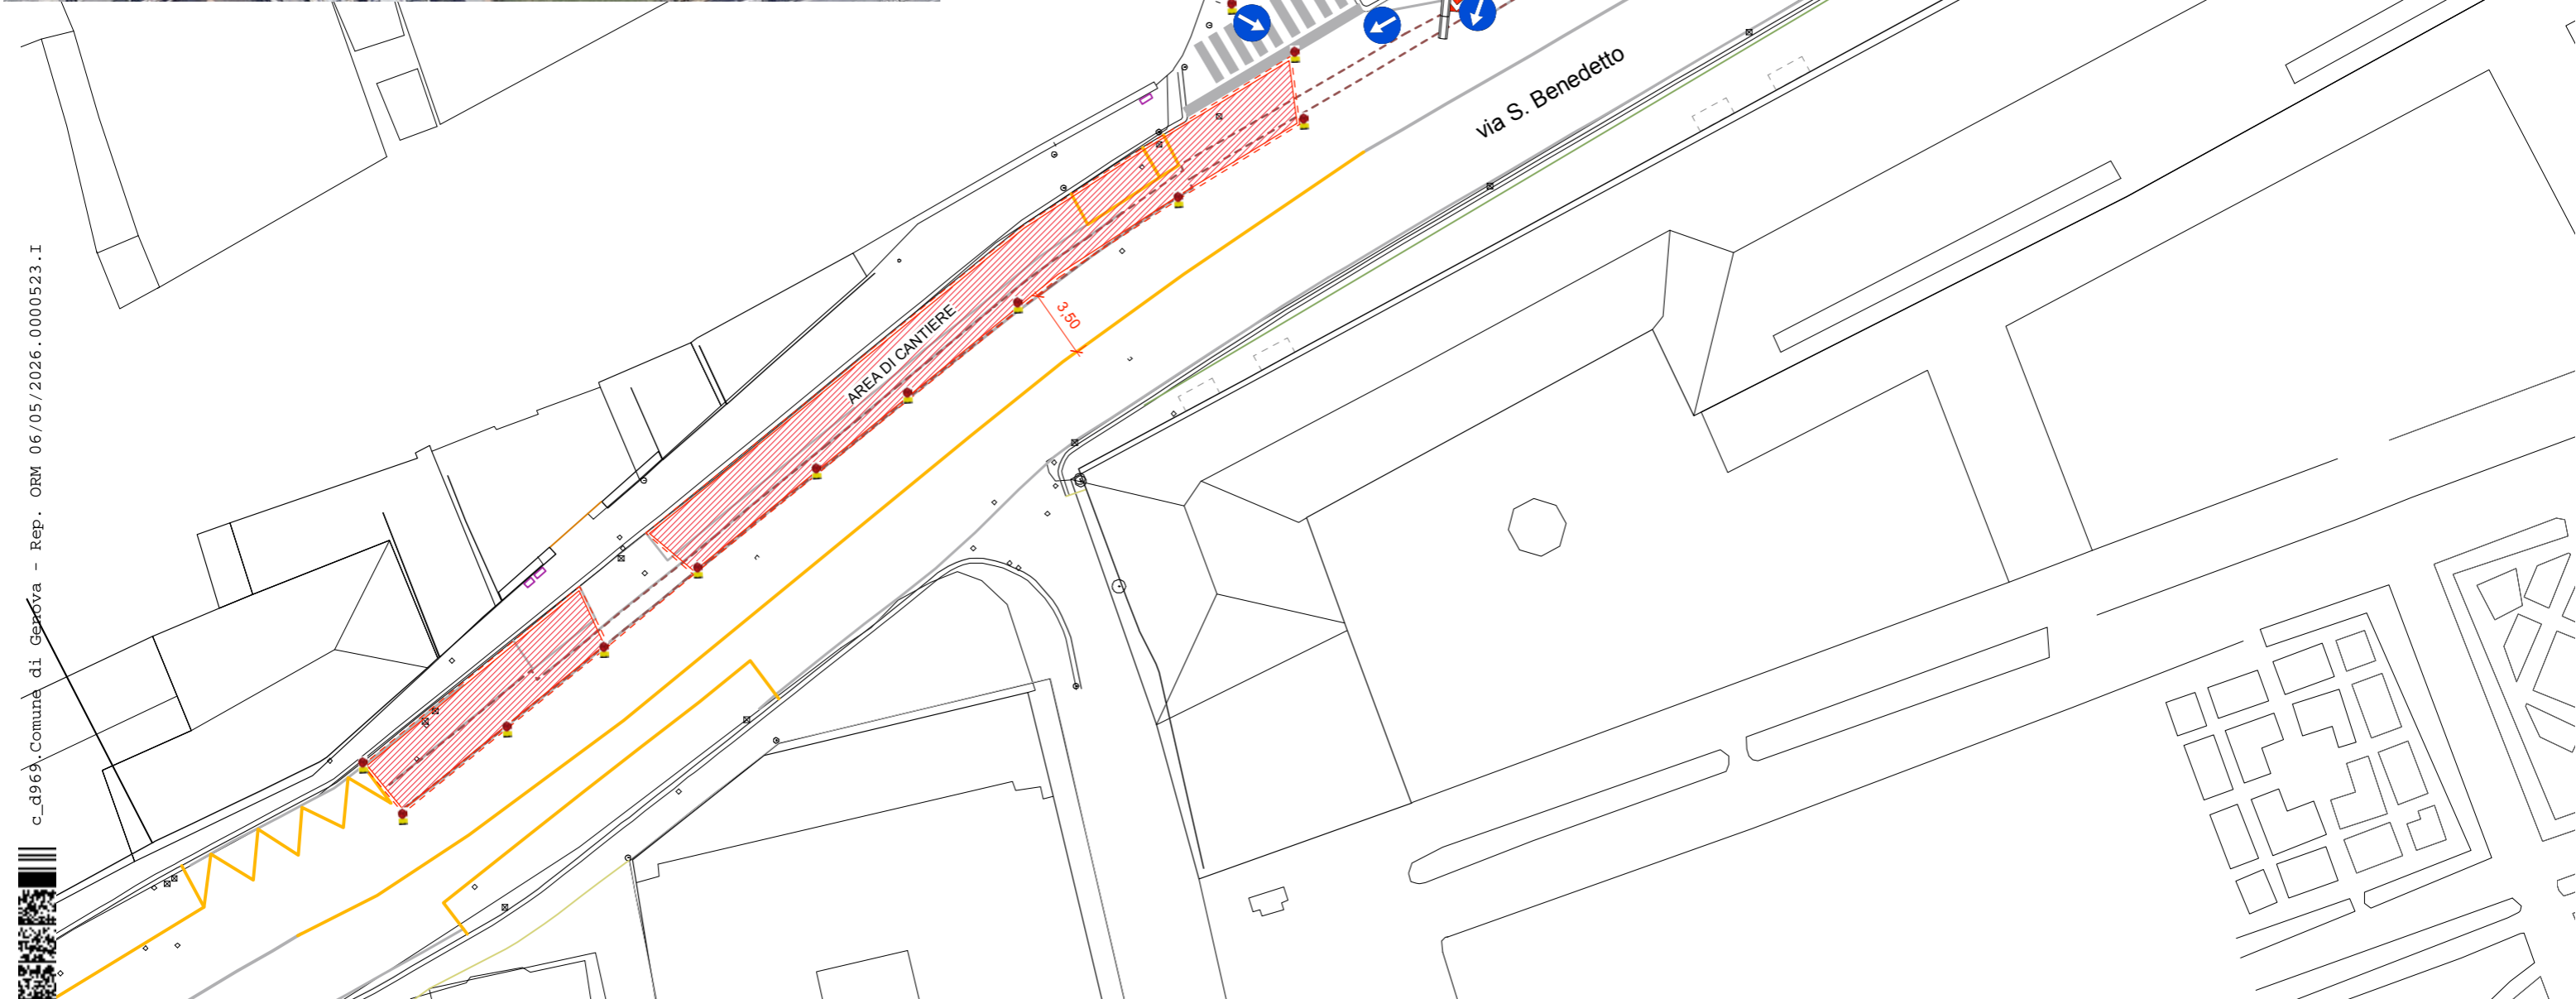 via S. Benedetto
3,50
AREA DI CANTIERE
c_d969.Comune di Genova - Rep. ORM 06/05/2026.0000523.I